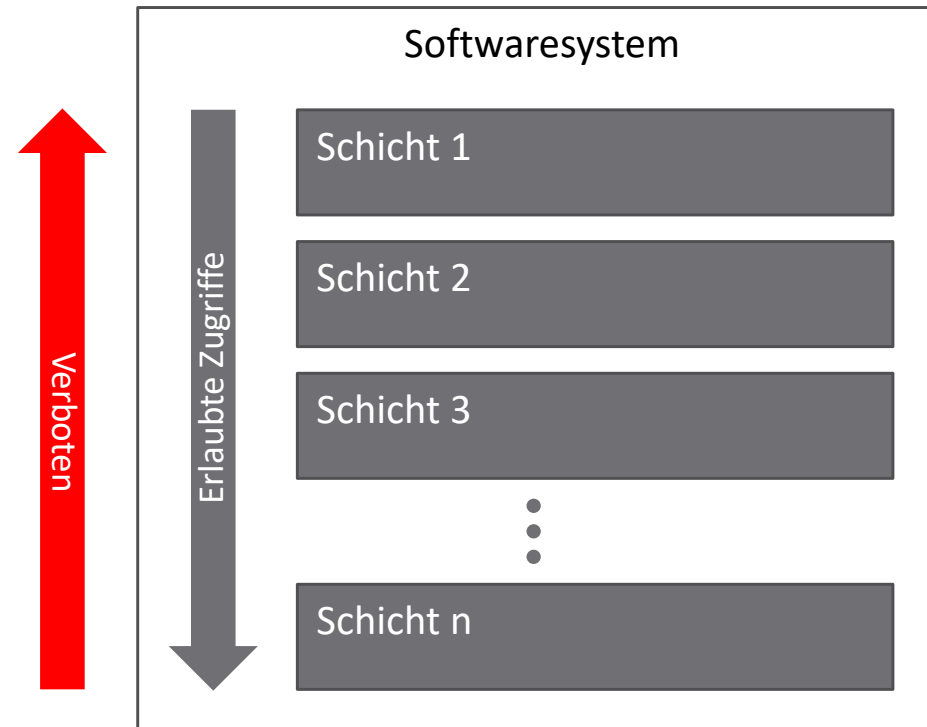 Softwaresystem
Verboten
Erlaubte Zugriffe
Schicht 1
Schicht 2
Schicht 3
Schicht n